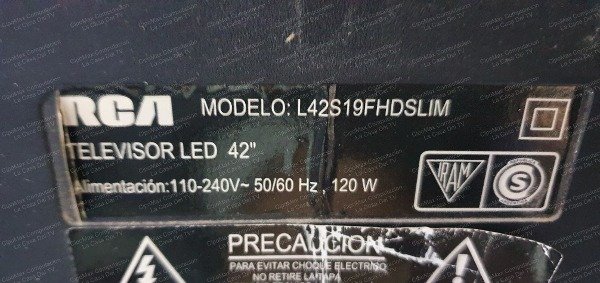 RCA MODELO: L42S19FHDSLIM
TELEVISOR LED 42"
Alimentación:110-240V~ 50/60 Hz , 120 W
IRAM
S
PRECAUCION
PARA EVITAR CHOQUE ELECTRICO
NO RETIRE LA TAPA